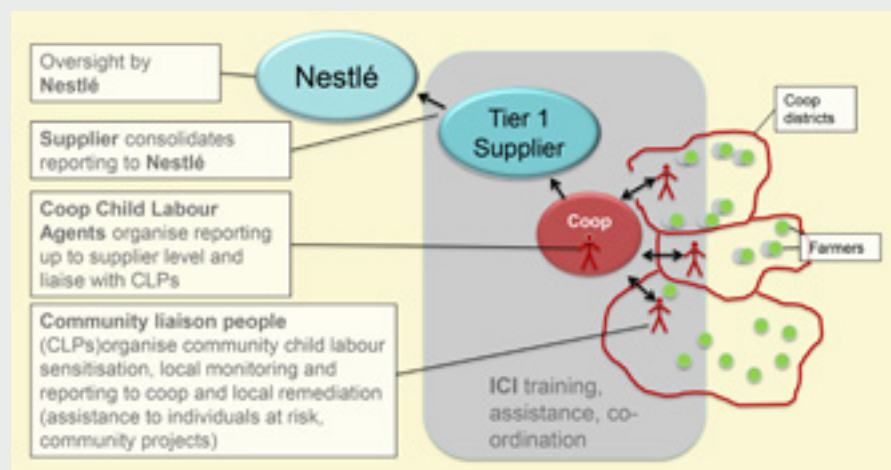 Oversight by
Nestlé
Nestlé
Supplier consolidates
reporting to Nestlé
Tier 1
Supplier
Coop
districts
Coop Child Labour
Agents organise reporting
up to supplier level and
liaise with CLPs
Coop
Farmers
Community liaison people
(CLPs)organise community child labour
sensitisation, local monitoring and
reporting to coop and local remediation
(assistance to individuals at risk,
community projects)
ICI training,
assistance, co-
ordination